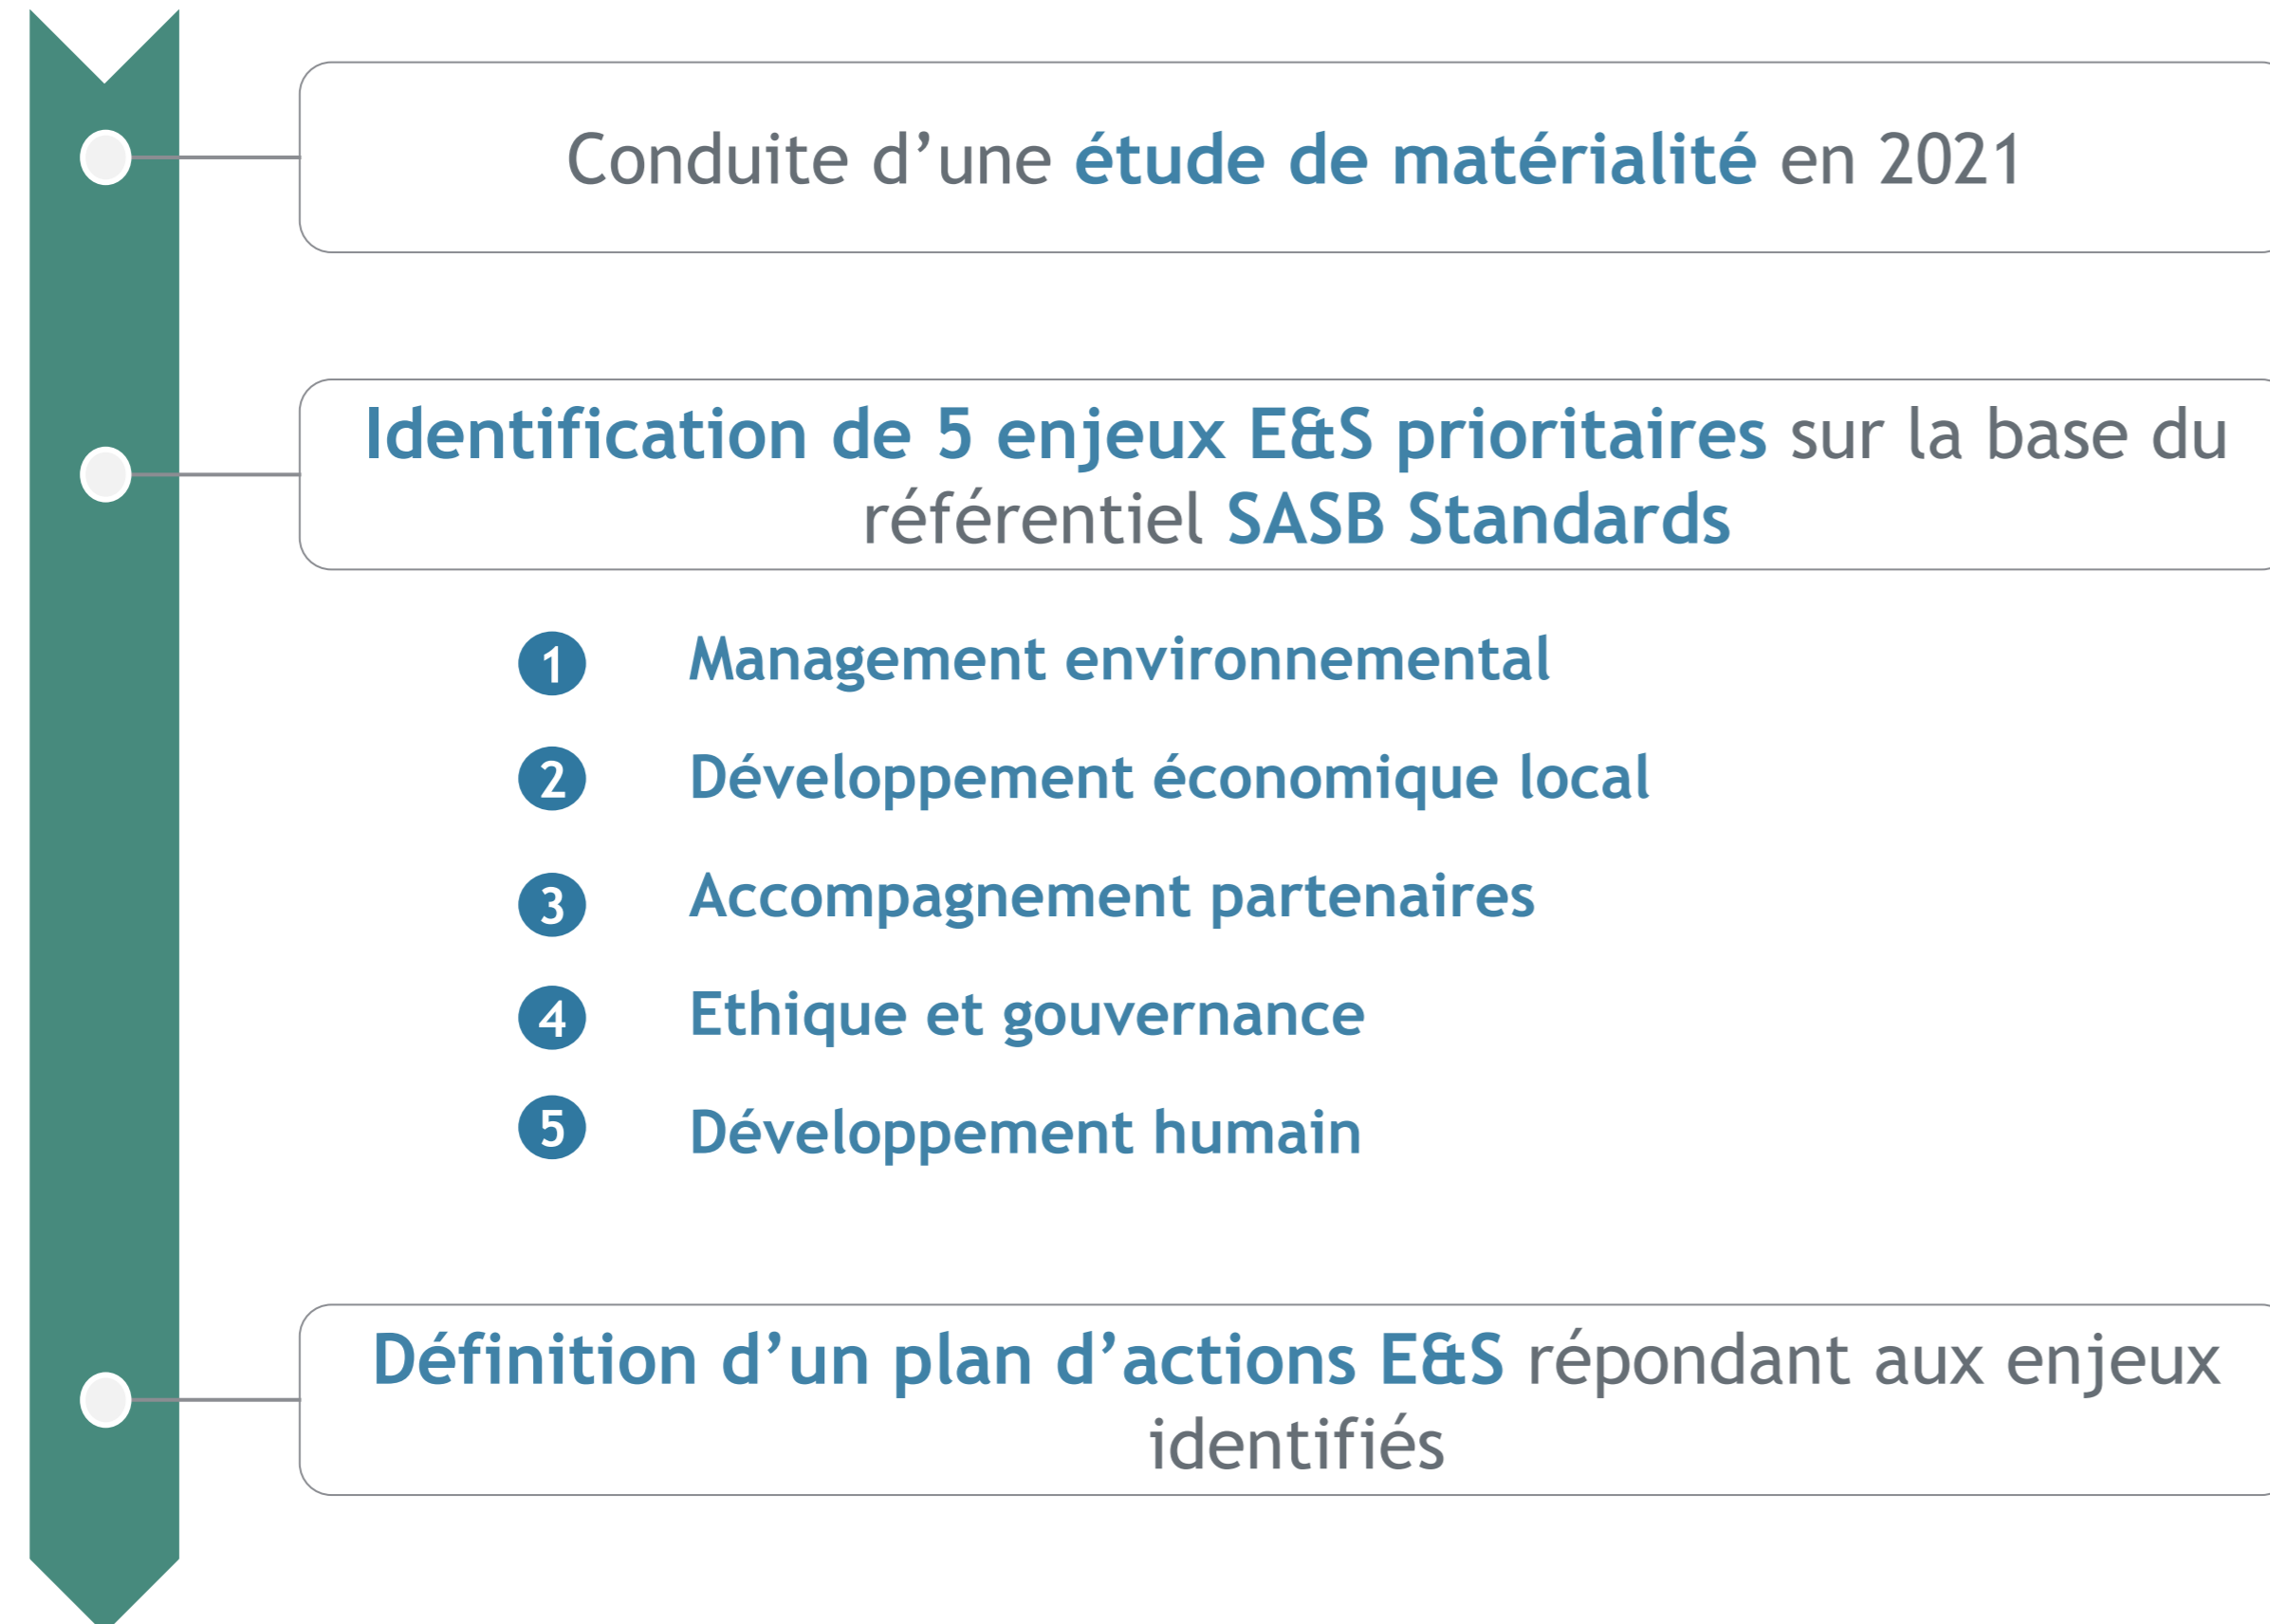 Conduite d’une étude de matérialité en 2021
Identification de 5 enjeux E&S prioritaires sur la base du
référentiel SASB Standards
1 Management environnemental
2 Développement économique local
3 Accompagnement partenaires
4 Ethique et gouvernance
5 Développement humain
Définition d’un plan d’actions E&S répondant aux enjeux
identifiés